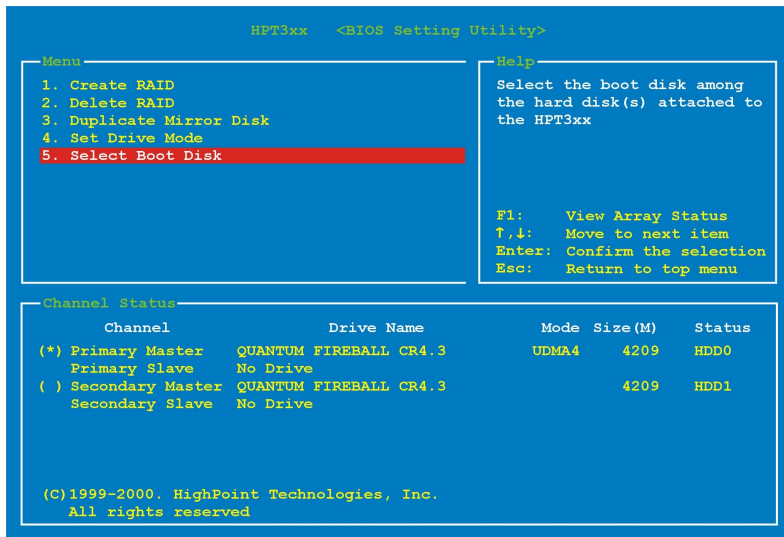 HPT3xx <BIOS Setting Utility>
Menu
1. Create RAID
2. Delete RAID
3. Duplicate Mirror Disk
4. Set Drive Mode
5. Select Boot Disk
Help
Select the boot disk among
the hard disk(s) attached to
the HPT3xx
F1: View Array Status
↑,↓: Move to next item
Enter: Confirm the selection
Esc: Return to top menu
Channel Status
Channel Drive Name Mode Size(M) Status
(*) Primary Master QUANTUM FIREBALL CR4.3 UDMA4 4209 HDD0
Primary Slave No Drive
( ) Secondary Master QUANTUM FIREBALL CR4.3 4209 HDD1
Secondary Slave No Drive
(C)1999-2000. HighPoint Technologies, Inc.
All rights reserved